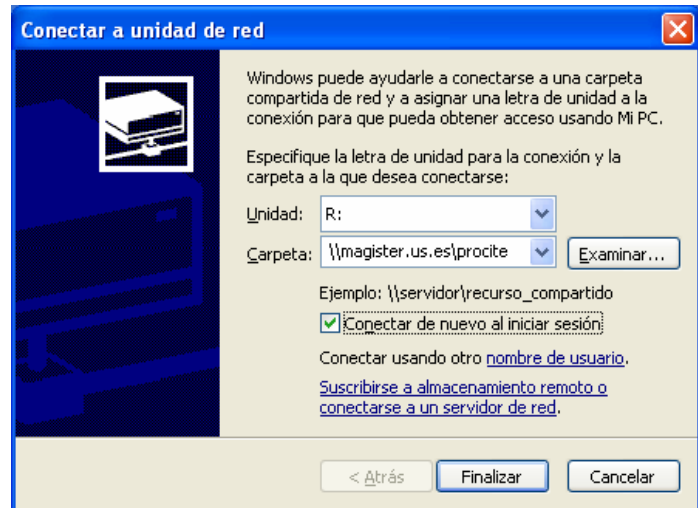 Conectar a unidad de red
Windows puede ayudarle a conectarse a una carpeta
compartida de red y a asignar una letra de unidad a la
conexión para que pueda obtener acceso usando Mi PC.
Especifique la letra de unidad para la conexión y la
carpeta a la que desea conectarse:
Unidad: R:
Carpeta: \\magister.us.es\procite Examinar...
Ejemplo: \\servidor\recurso_compartido
Conectar de nuevo al iniciar sesión
Conectar usando otro nombre de usuario.
Suscribirse a almacenamiento remoto o
conectarse a un servidor de red.
< Atrás Finalizar Cancelar